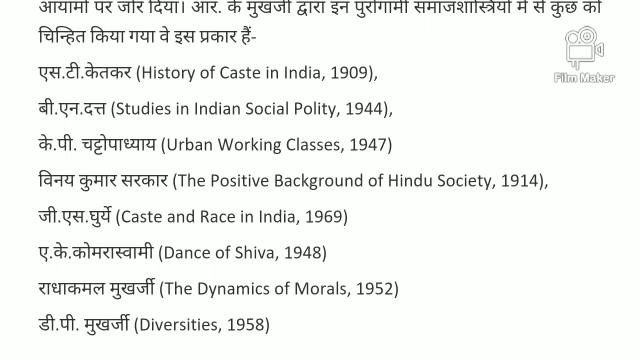 आयामों पर जोर दिया। आर. के मुखर्जी द्वारा इन पुरोगामी समाजशास्त्रियों में से कुछ को
चिन्हित किया गया वे इस प्रकार हैं-
एस.टी.केतकर (History of Caste in India, 1909),
बी.एन.दत्त (Studies in Indian Social Polity, 1944),
के.पी. चट्टोपाध्याय (Urban Working Classes, 1947)
विनय कुमार सरकार (The Positive Background of Hindu Society, 1914),
जी.एस.घुर्ये (Caste and Race in India, 1969)
ए.के.कोमरास्वामी (Dance of Shiva, 1948)
राधाकमल मुखर्जी (The Dynamics of Morals, 1952)
डी.पी. मुखर्जी (Diversities, 1958)
Film Maker